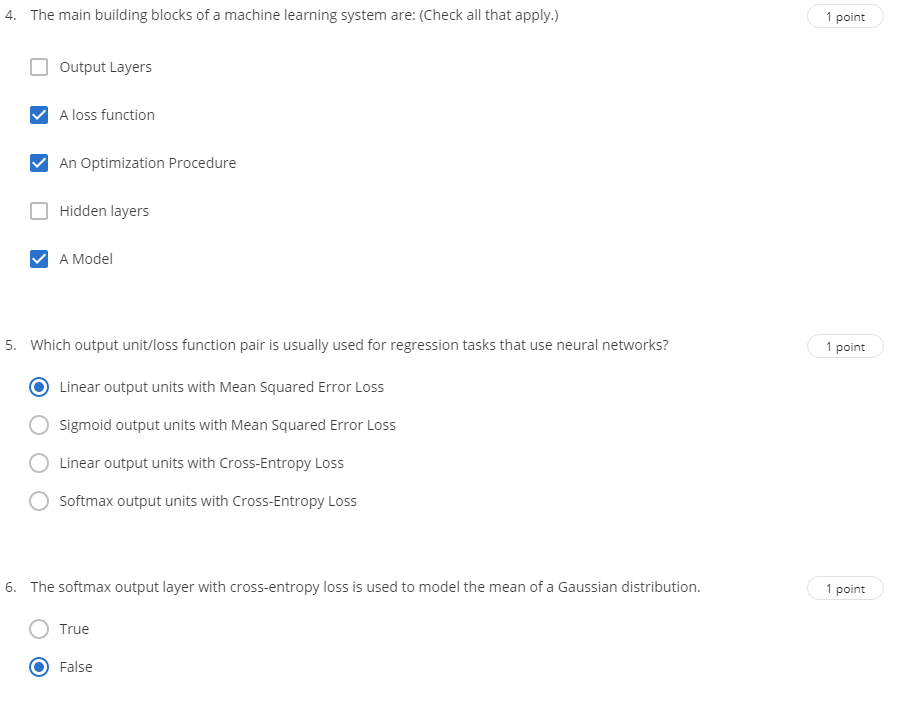 4. The main building blocks of a machine learning system are: (Check all that apply.)
1 point
Output Layers
A loss function
An Optimization Procedure
Hidden layers
A Model
5. Which output unit/loss function pair is usually used for regression tasks that use neural networks?
1 point
Linear output units with Mean Squared Error Loss
Sigmoid output units with Mean Squared Error Loss
Linear output units with Cross-Entropy Loss
Softmax output units with Cross-Entropy Loss
6. The softmax output layer with cross-entropy loss is used to model the mean of a Gaussian distribution.
1 point
True
False